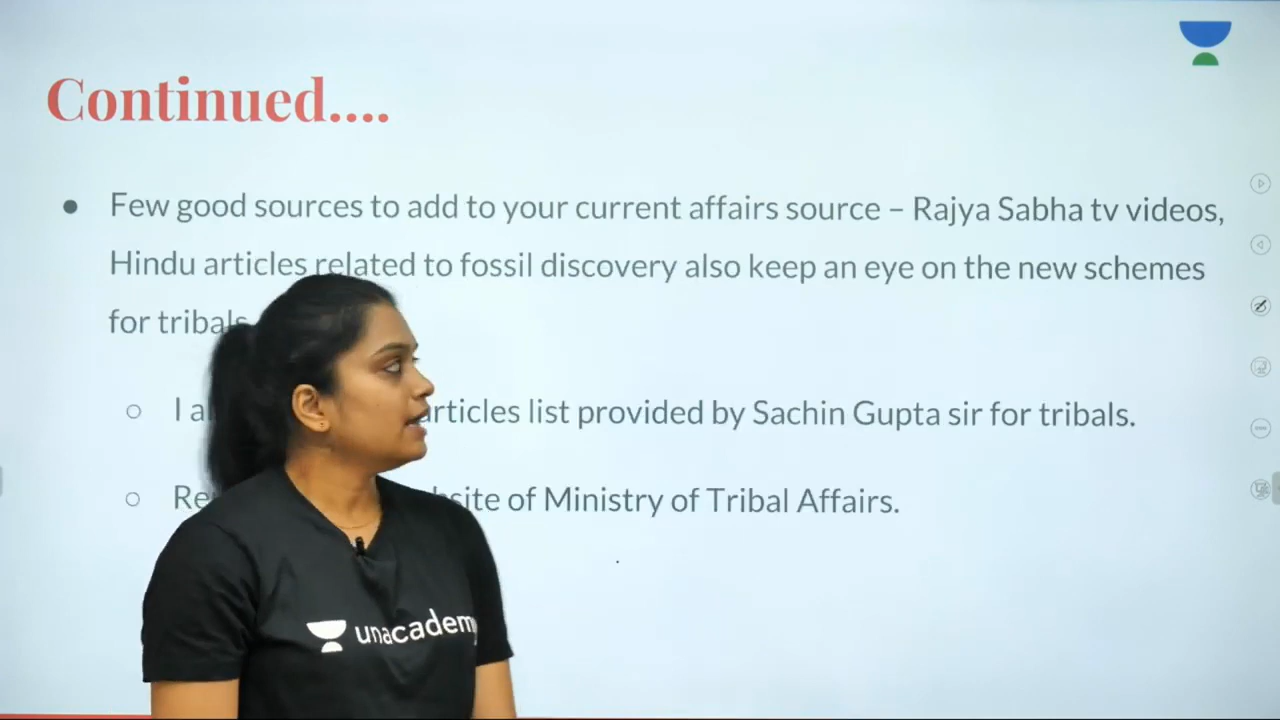 Continued....
● Few good sources to add to your current affairs source – Rajya Sabha tv videos,
Hindu articles related to fossil discovery also keep an eye on the new schemes
for tribals
○ I articles list provided by Sachin Gupta sir for tribals.
○ of Ministry of Tribal Affairs.
unacademy